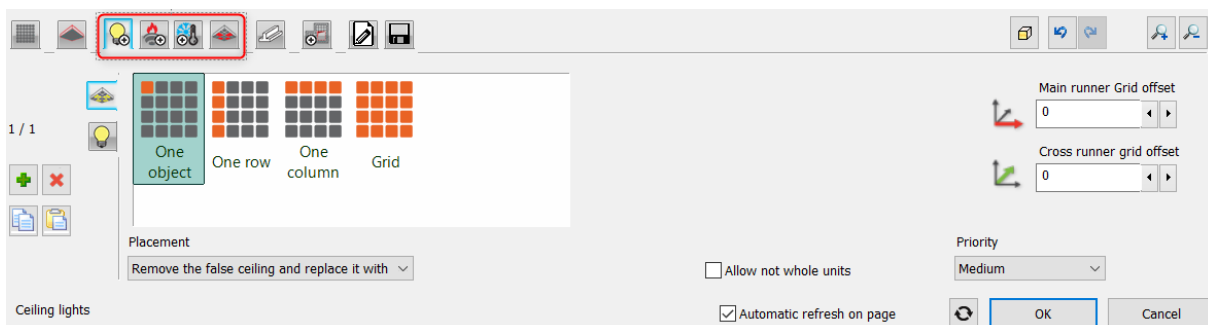 Main runner Grid offset
0
1 / 1
Cross runner grid offset
0
One
object
One row
One
column
Grid
Placement
Remove the false ceiling and replace it with
Allow not whole units
Priority
Medium
Ceiling lights
Automatic refresh on page
OK
Cancel